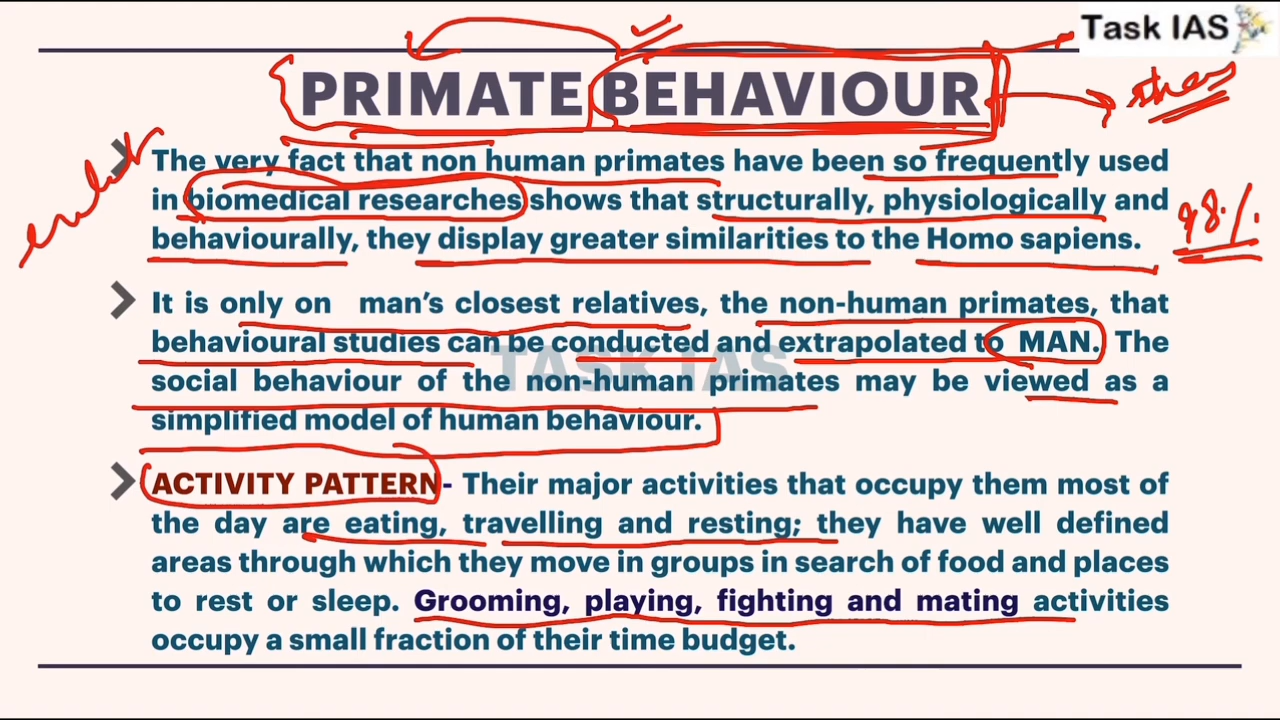 Task IAS
PRIMATE BEHAVIOUR
The very fact that non human primates have been so frequently used
in biomedical researches shows that structurally, physiologically and
behaviourally, they display greater similarities to the Homo sapiens.
98%
It is only on man's closest relatives, the non-human primates, that
behavioural studies can be conducted and extrapolated to MAN. The
social behaviour of the non-human primates may be viewed as a
simplified model of human behaviour.
TASK IAS
ACTIVITY PATTERN- Their major activities that occupy them most of
the day are eating, travelling and resting; they have well defined
areas through which they move in groups in search of food and places
to rest or sleep. Grooming, playing, fighting and mating activities
occupy a small fraction of their time budget.